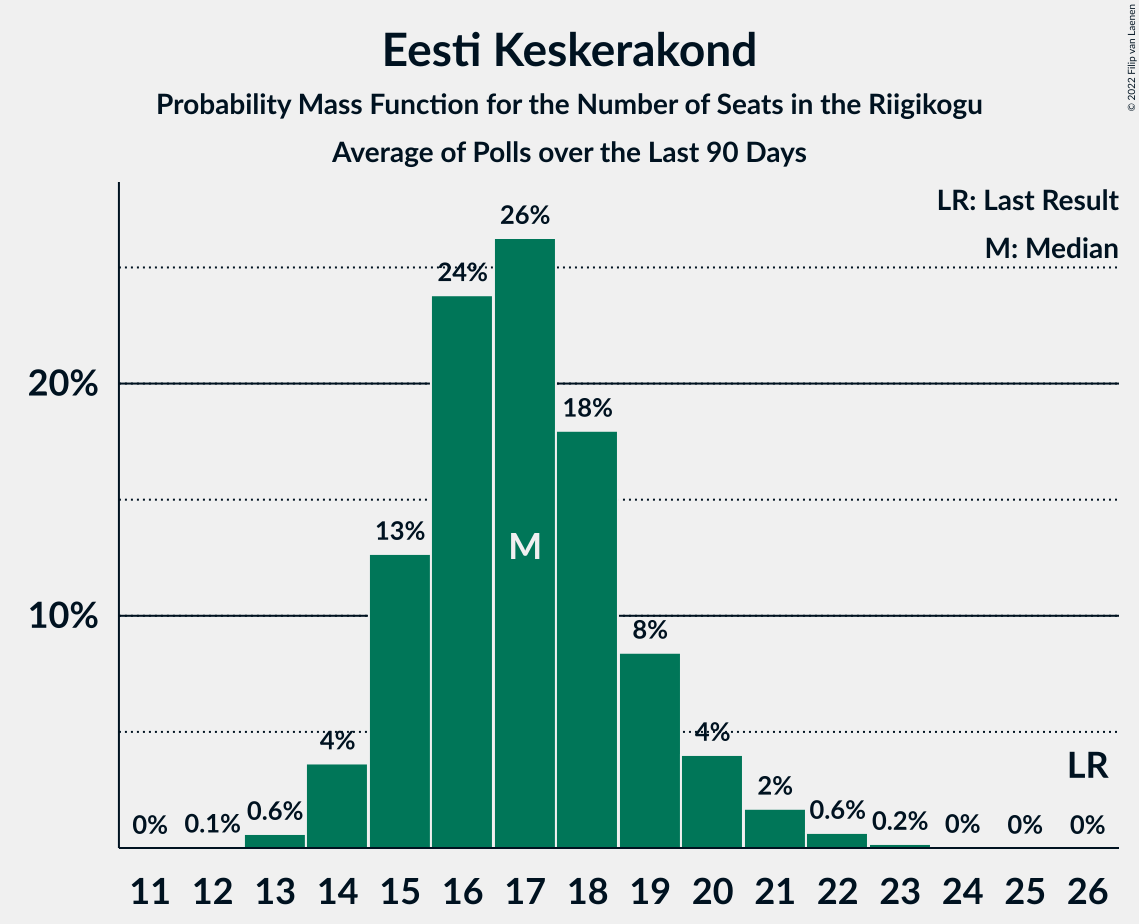 Eesti Keskerakond
Probability Mass Function for the Number of Seats in the Riigikogu
Average of Polls over the Last 90 Days
© 2022 Filip van Laenen
LR: Last Result
M: Median
20%
10%
0%
0.1%
0.6%
4%
13%
24%
26%
18%
8%
4%
2%
0.6%
0.2%
0%
0%
0%
M
LR
11 12 13 14 15 16 17 18 19 20 21 22 23 24 25 26